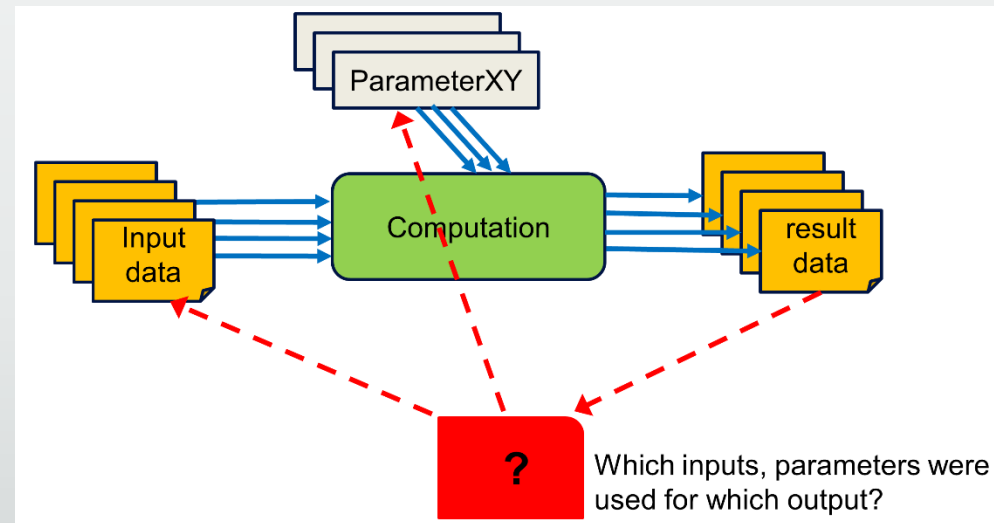 ParameterXY
Input
data
Computation
result
data
?
Which inputs, parameters were
used for which output?